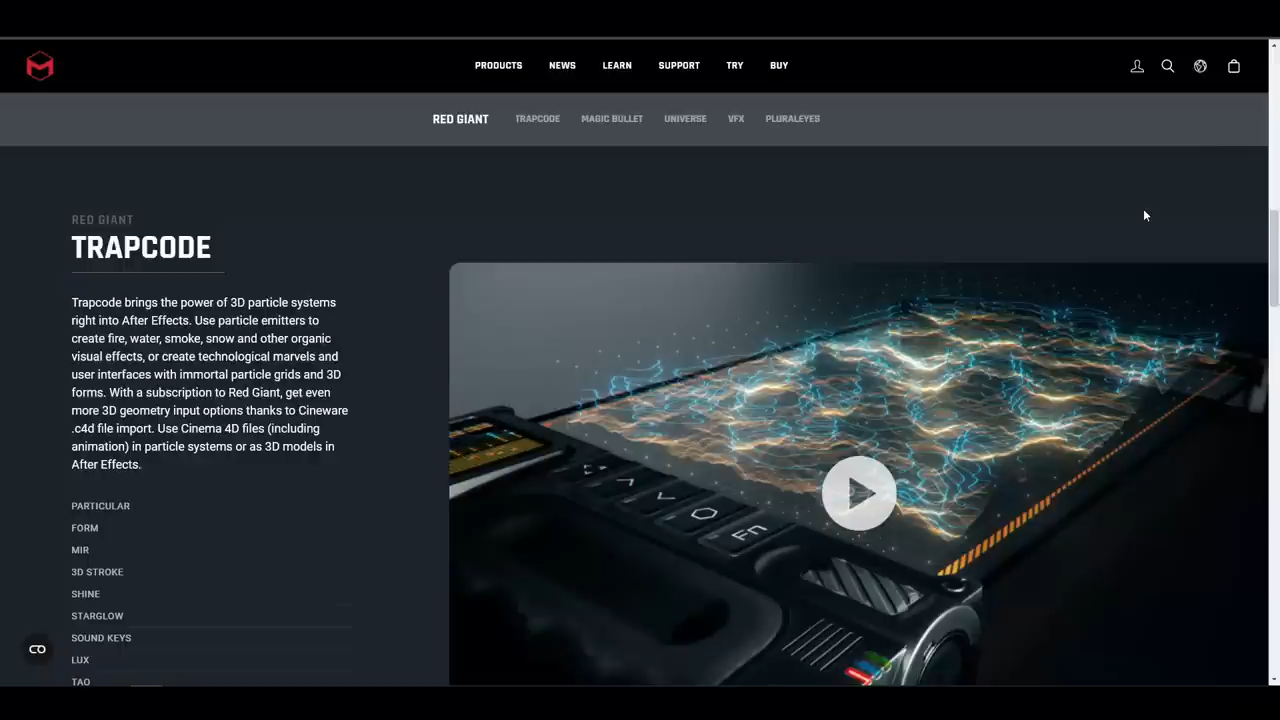 PRODUCTS NEWS LEARN SUPPORT TRY BUY
RED GIANT TRAPCODE MAGIC BULLET UNIVERSE VFX PLURALEYES
RED GIANT
TRAPCODE
Trapcode brings the power of 3D particle systems
right into After Effects. Use particle emitters to
create fire, water, smoke, snow and other organic
visual effects, or create technological marvels and
user interfaces with immortal particle grids and 3D
forms. With a subscription to Red Giant, get even
more 3D geometry input options thanks to Cineware
.c4d file import. Use Cinema 4D files (including
animation) in particle systems or as 3D models in
After Effects.
PARTICULAR
FORM
MIR
3D STROKE
SHINE
STARGLOW
SOUND KEYS
LUX
TAO
Fn